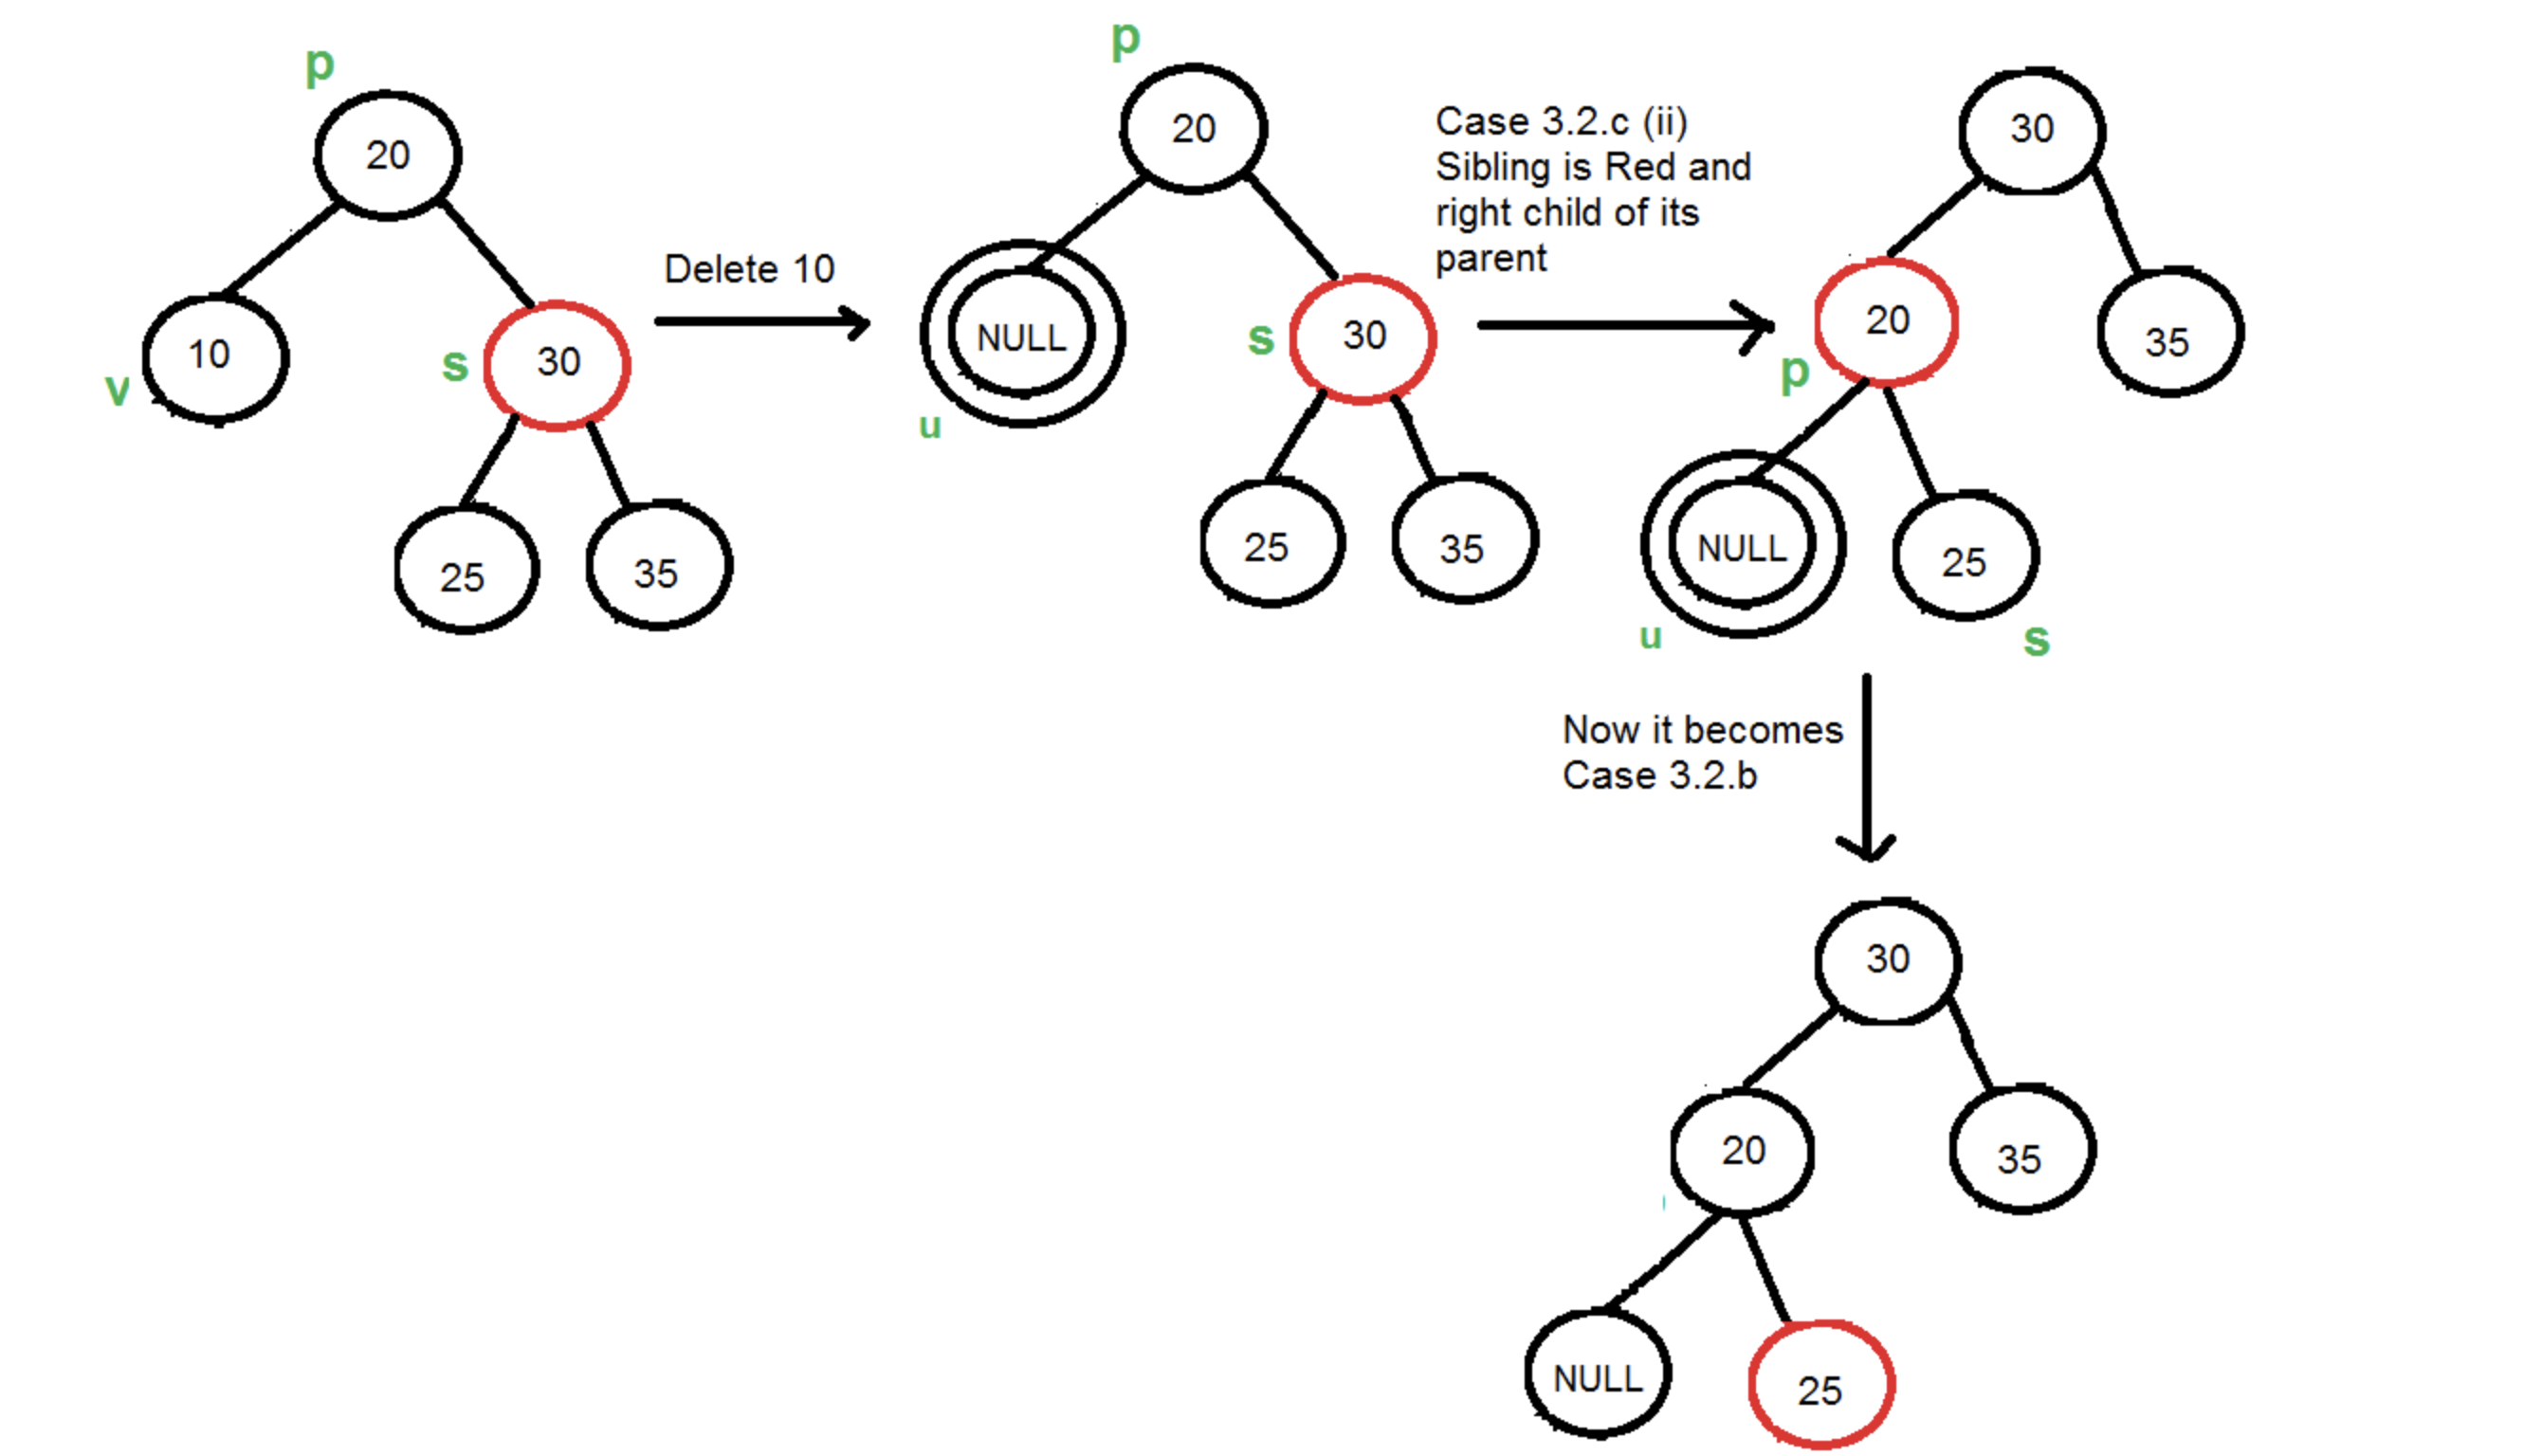 p
20
10
v
s
30
25
35
Delete 10
p
20
NULL
u
s
30
25
35
Case 3.2.c (ii)
Sibling is Red and
right child of its
parent
30
20
p
35
NULL
u
25
s
Now it becomes
Case 3.2.b
30
20
35
NULL
25